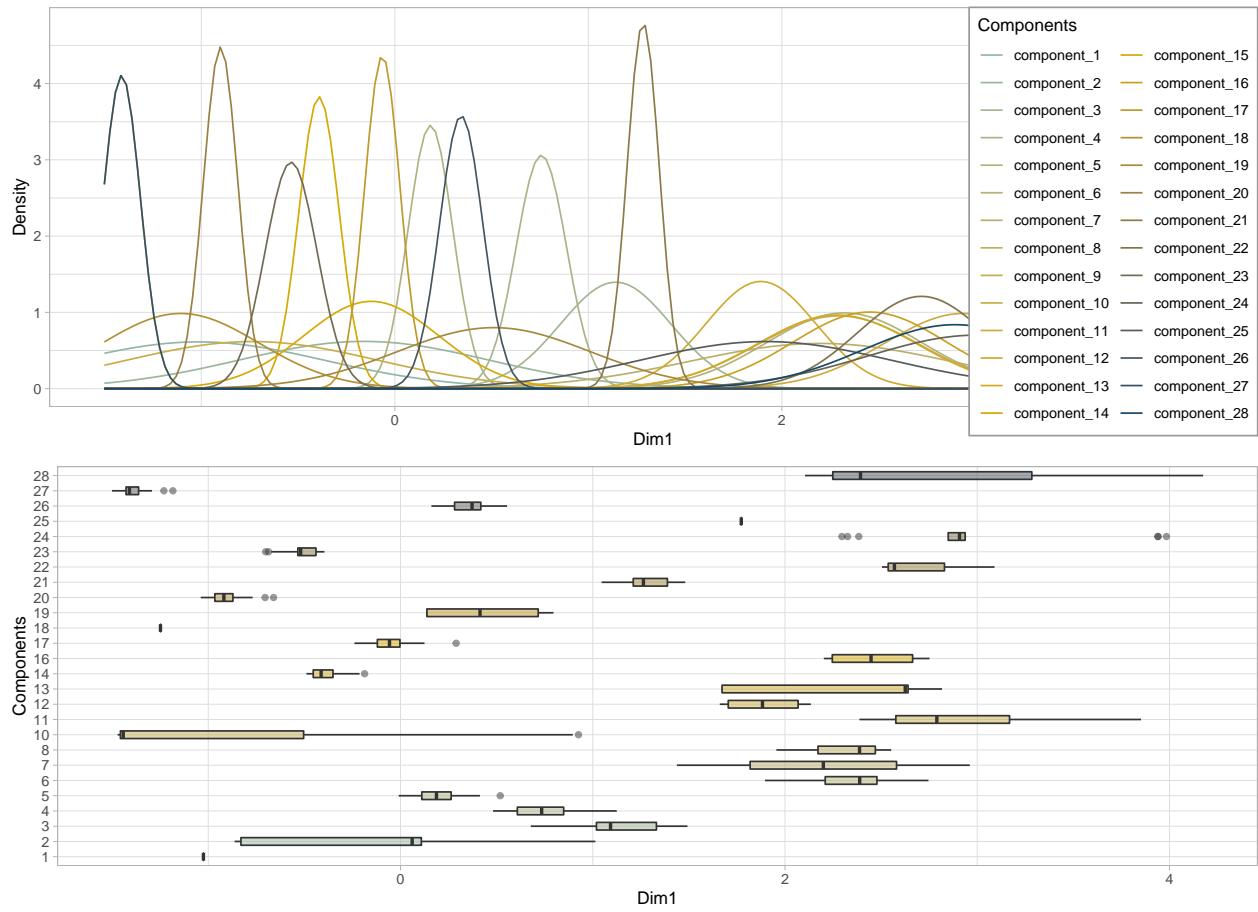 Components
component_1 component_15
component_2 component_16
component_3 component_17
component_4 component_18
component_5 component_19
component_6 component_20
component_7 component_21
component_8 component_22
component_9 component_23
component_10 component_24
component_11 component_25
component_12 component_26
component_13 component_27
component_14 component_28
Density
4
3
2
1
0
0 2
Dim1
Components
28
27
26
25
24
23
22
21
20
19
18
17
16
14
13
12
11
10
8
7
6
5
4
3
2
1
0 2 4
Dim1